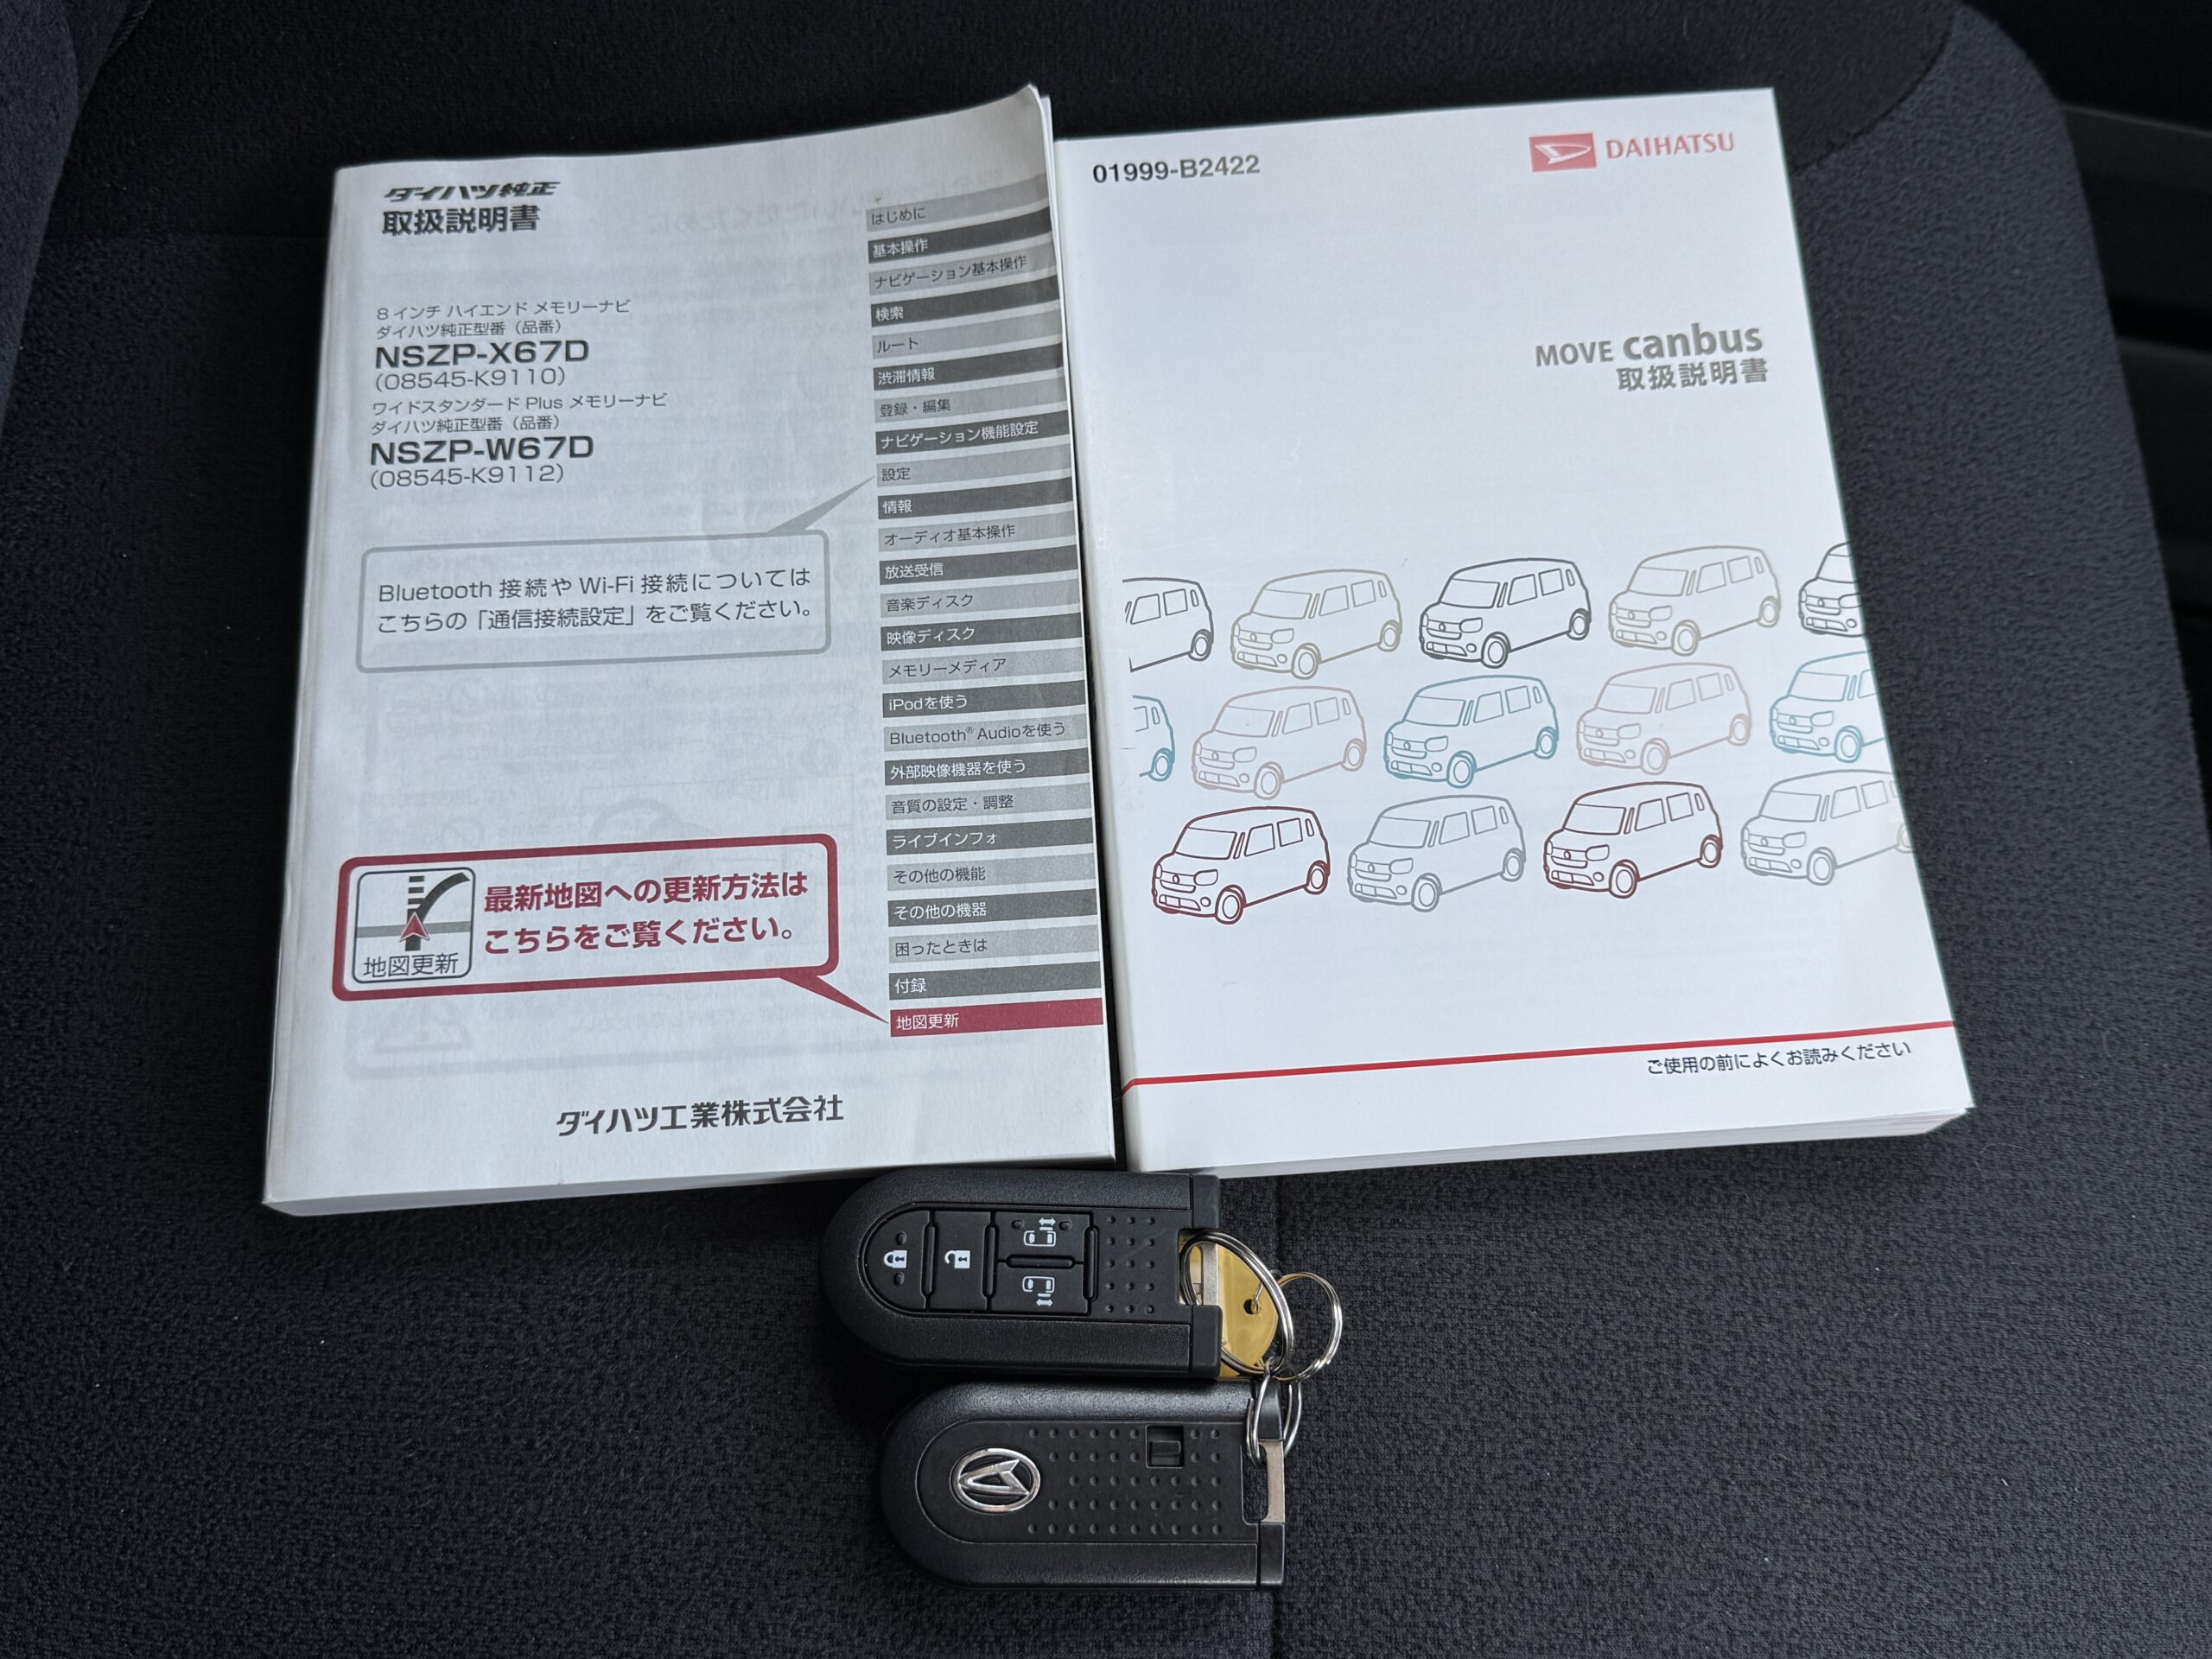 ダイハツ純正
取扱説明書
8インチ ハイエンド メモリーナビ
ダイハツ純正型番（品番）
NSZP-X67D
(08545-K9110)
ワイドスタンダード Plus メモリーナビ
ダイハツ純正型番（品番）
NSZP-W67D
(08545-K9112)
Bluetooth 接続や Wi-Fi 接続については
こちらの「通信接続設定」をご覧ください。
最新地図への更新方法は
こちらをご覧ください。
地図更新
はじめに
基本操作
ナビゲーション基本操作
検索
ルート
渋滞情報
登録・編集
ナビゲーション機能設定
設定
情報
オーディオ基本操作
放送受信
音楽ディスク
映像ディスク
メモリーメディア
iPodを使う
Bluetooth® Audioを使う
外部映像機器を使う
音質の設定・調整
ライブインフォ
その他の機能
その他の機器
困ったときは
付録
地図更新
ダイハツ工業株式会社
01999-B2422
DAIHATSU
MOVE canbus
取扱説明書
ご使用の前によくお読みください